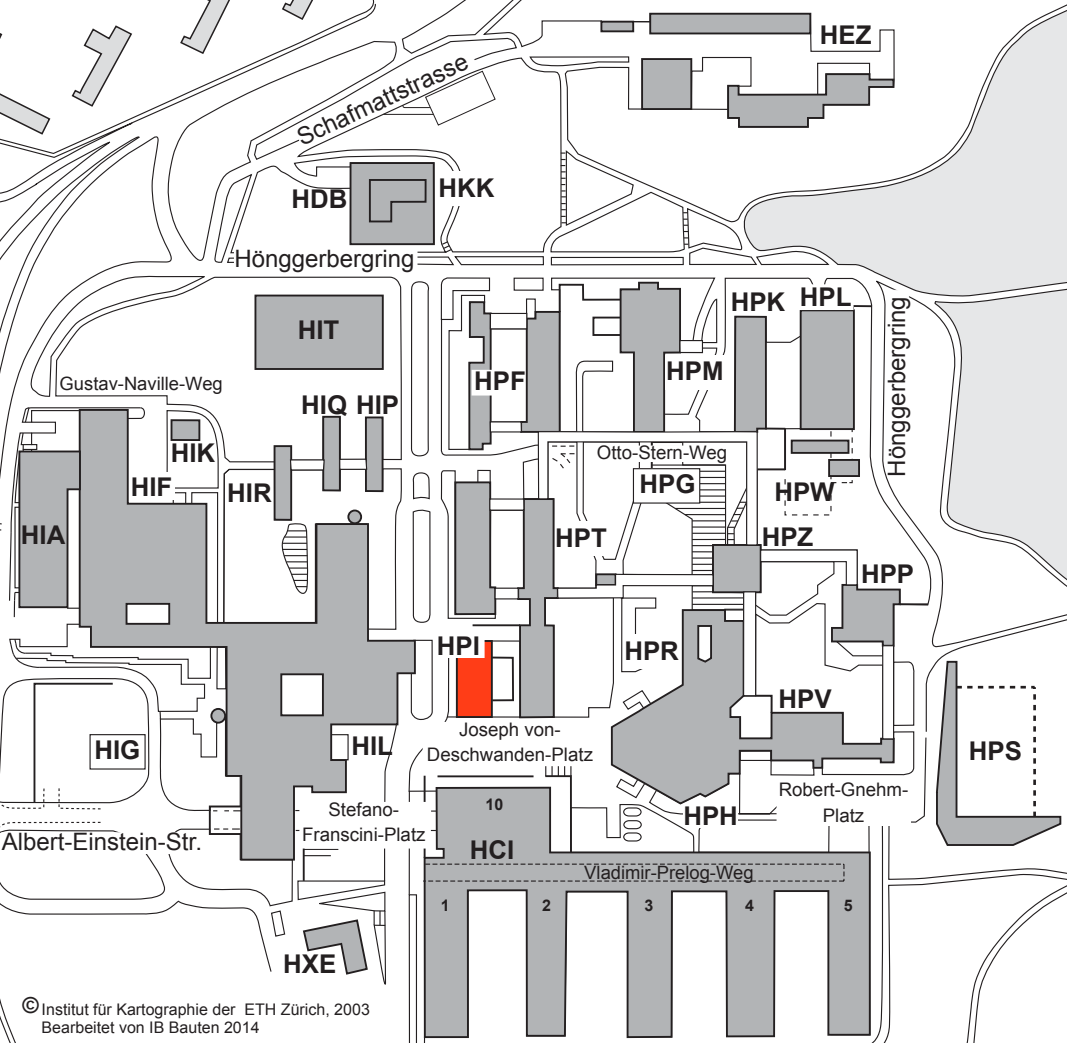 HEZ
Schafmattstrasse
HDB
HKK
Hönggerbergring
HPK
HPL
HIT
Hönggerbergring
HPM
HPF
Gustav-Naville-Weg
HIQ
HIP
HIK
Otto-Stern-Weg
HIF
HIR
HPG
HPW
HIA
HPT
HPZ
HPP
HPI
HPR
HPV
Joseph von-
Deschwanden-Platz
HIG
HIL
HPS
Robert-Gnehm-
Platz
Stefano-
Franscini-Platz
10
HPH
Albert-Einstein-Str.
HCI
Vladimir-Prelog-Weg
1
2
3
4
5
HXE
© Institut für Kartographie der ETH Zürich, 2003
Bearbeitet von IB Bauten 2014